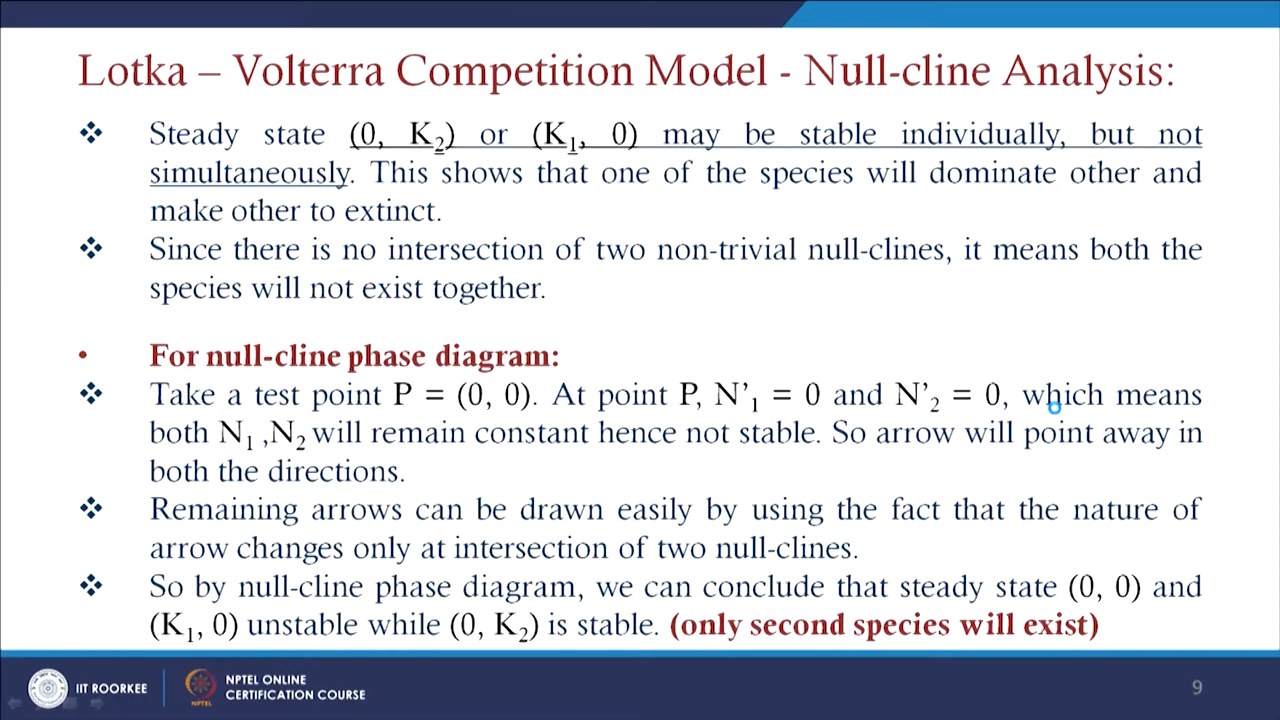 Lotka – Volterra Competition Model - Null-cline Analysis:
❖ Steady state (0, K₂) or (K₁, 0) may be stable individually, but not
simultaneously. This shows that one of the species will dominate other and
make other to extinct.
❖ Since there is no intersection of two non-trivial null-clines, it means both the
species will not exist together.
• For null-cline phase diagram:
❖ Take a test point P = (0, 0). At point P, N’₁ = 0 and N’₂ = 0, which means
both N₁ ,N₂ will remain constant hence not stable. So arrow will point away in
both the directions.
❖ Remaining arrows can be drawn easily by using the fact that the nature of
arrow changes only at intersection of two null-clines.
❖ So by null-cline phase diagram, we can conclude that steady state (0, 0) and
(K₁, 0) unstable while (0, K₂) is stable. (only second species will exist)
IIT ROORKEE
NPTEL
NPTEL ONLINE
CERTIFICATION COURSE
9